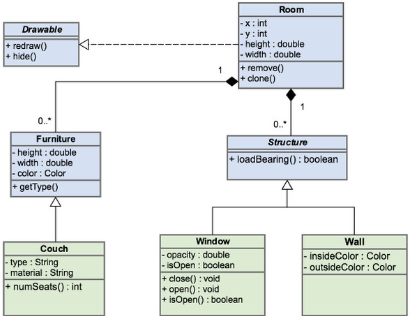 Drawable
+ redraw()
+ hide()
Room
- x : int
- y : int
- height : double
- width : double
+ remove()
+ clone()
1
1
0..*
0..*
Furniture
- height : double
- width : double
- color : Color
+ getType()
Structure
+ loadBearing() : boolean
Couch
- type : String
- material : String
+ numSeats() : int
Window
- opacity : double
- isOpen : boolean
+ close() : void
+ open() : void
+ isOpen() : boolean
Wall
- insideColor : Color
- outsideColor : Color